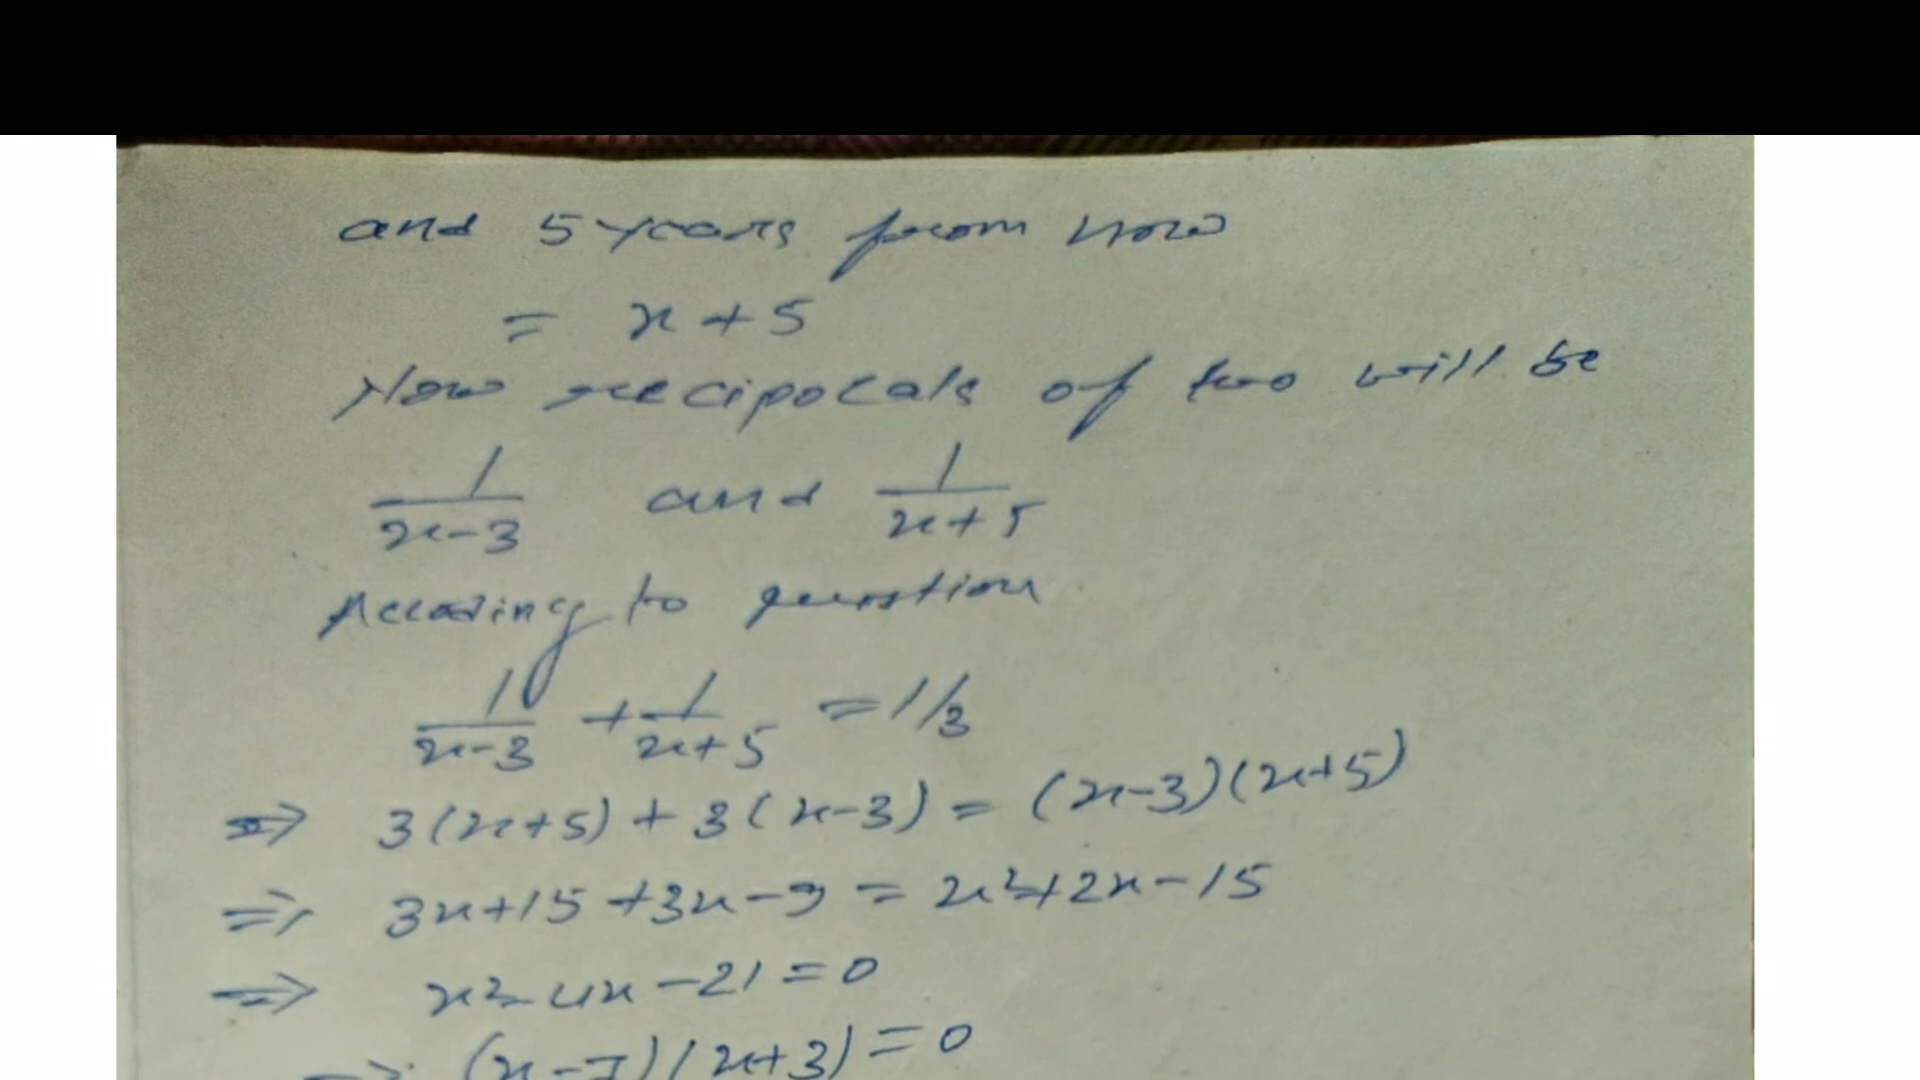 and 5 years from now
= x + 5
Now recipocals of two will be
1/(x-3) and 1/(x+5)
According to question
1/(x-3) + 1/(x+5) = 1/3
⇒ 3(x+5) + 3(x-3) = (x-3)(x+5)
⇒ 3x+15+3x-9 = x²+2x-15
⇒ x²-4x-21=0
⇒ (x-7)(x+3)=0